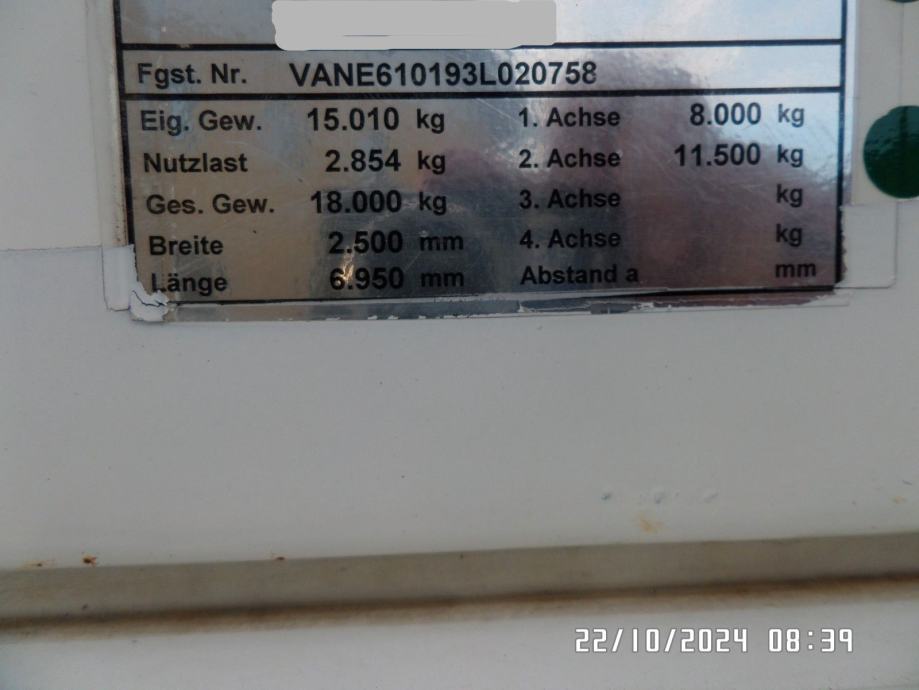 Fgst. Nr. VANE610193L020758
Eig. Gew. 15.010 kg 1. Achse 8.000 kg
Nutzlast 2.854 kg 2. Achse 11.500 kg
Ges. Gew. 18.000 kg 3. Achse kg
Breite 2.500 mm 4. Achse kg
Länge 6.950 mm Abstand a mm
22/10/2024 08:39